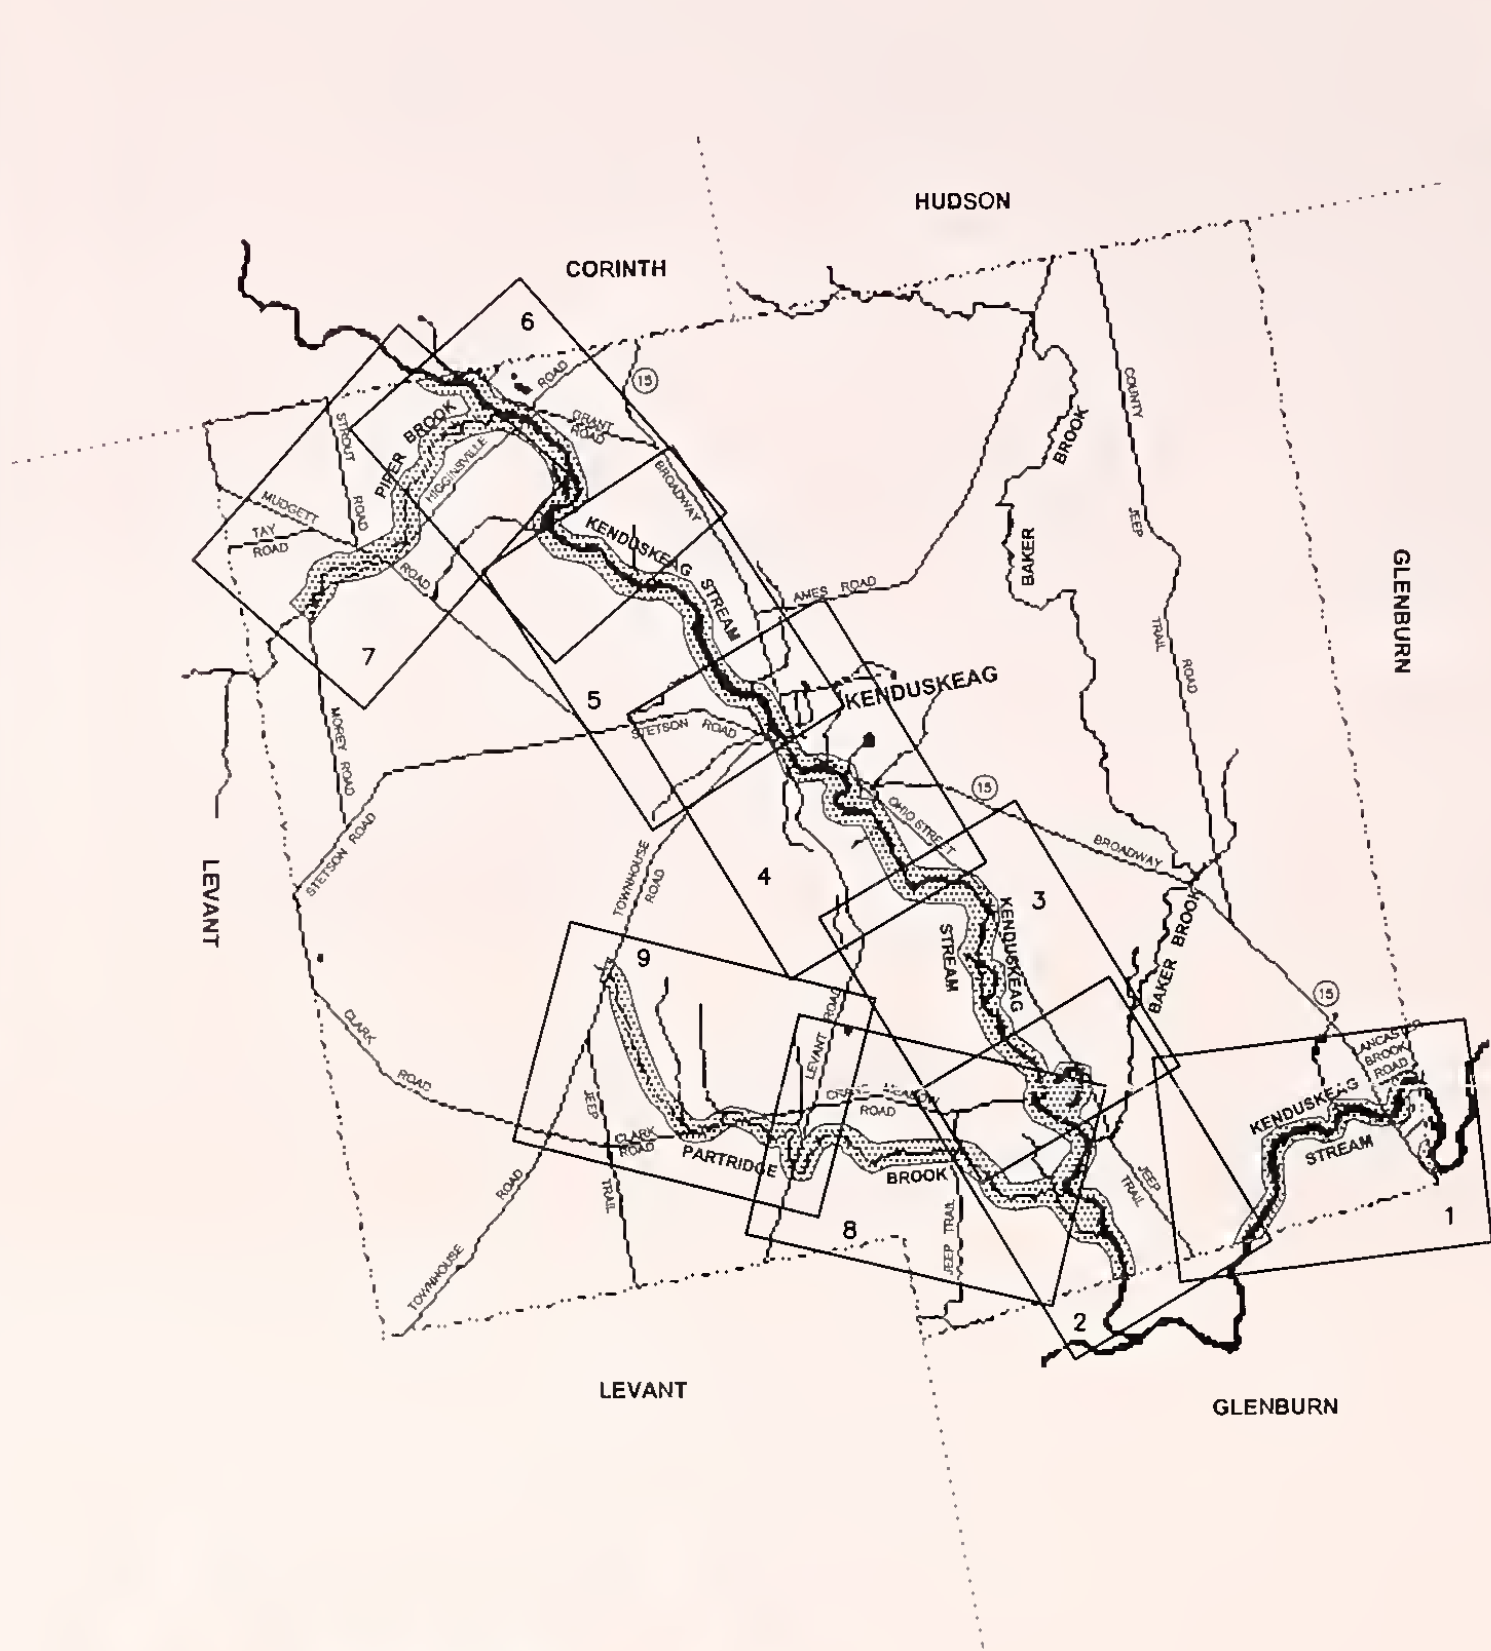 HUDSON
CORINTH
6
ROAD
15
COUNTY
STROUT
BROOK
GRANT
ROAD
BROOK
PIPER
HIGGINSVILLE
BROADWAY
MUDGETT
ROAD
TAY
ROAD
KENDUSKEAG
JEEP
BAKER
GLENBURN
ROAD
STREAM
AMES ROAD
TRAIL
7
ROAD
5
KENDUSKEAG
STETSON ROAD
MOREY ROAD
15
OHIO STREET
STETSON ROAD
BROADWAY
TOWNHOUSE
ROAD
4
3
LEVANT
KENDUSKEAG
STREAM
BAKER BROOK
9
15
CLARK
LEVANT ROAD
LANCASTER
BROOK
ROAD
ROAD
ROAD
KENDUSKEAG
STREAM
JEEP
CLARK
ROAD
PARTRIDGE
BROOK
JEEP
TRAIL
ROAD
TRAIL
JEEP TRAIL
8
1
TOWNHOUSE
2
LEVANT
GLENBURN